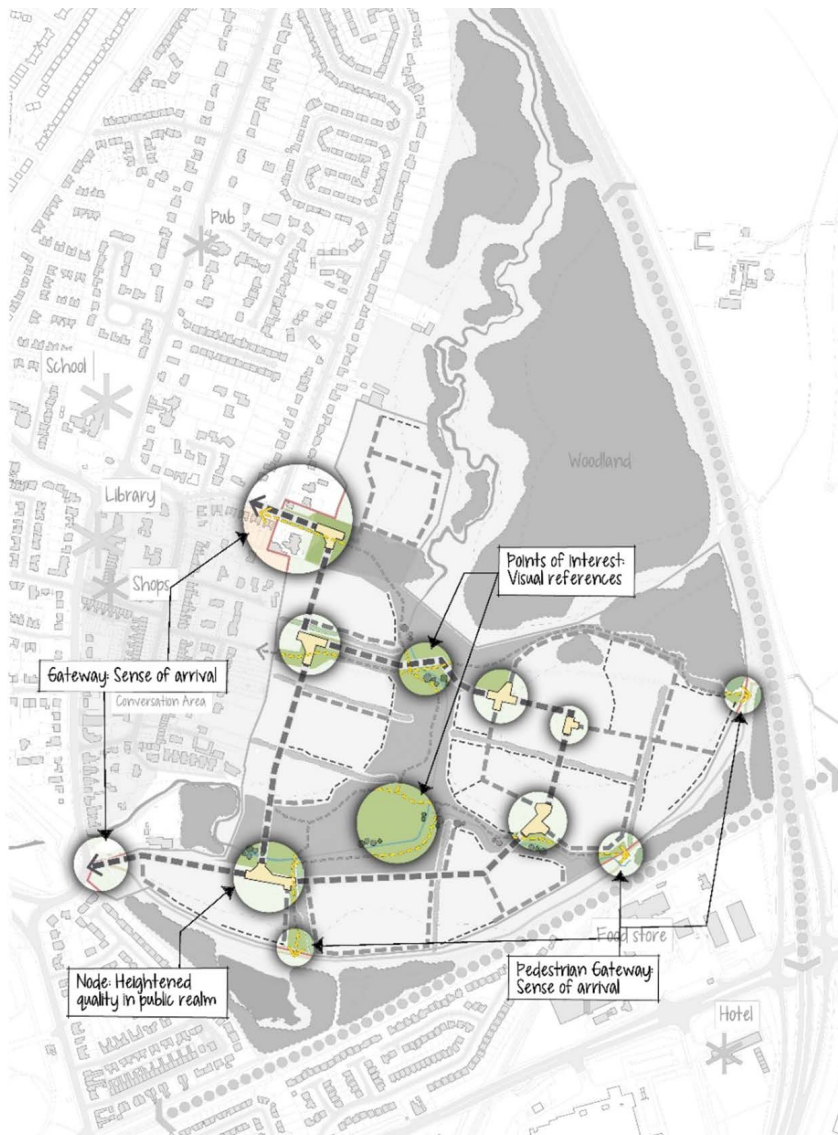 Pub
School
Library
Woodland
Points of Interest:
Visual references
Shops
Gateway: Sense of arrival
Conversation Area
Food store
Node: Heightened
quality in public realm
Pedestrian Gateway:
Sense of arrival
Hotel